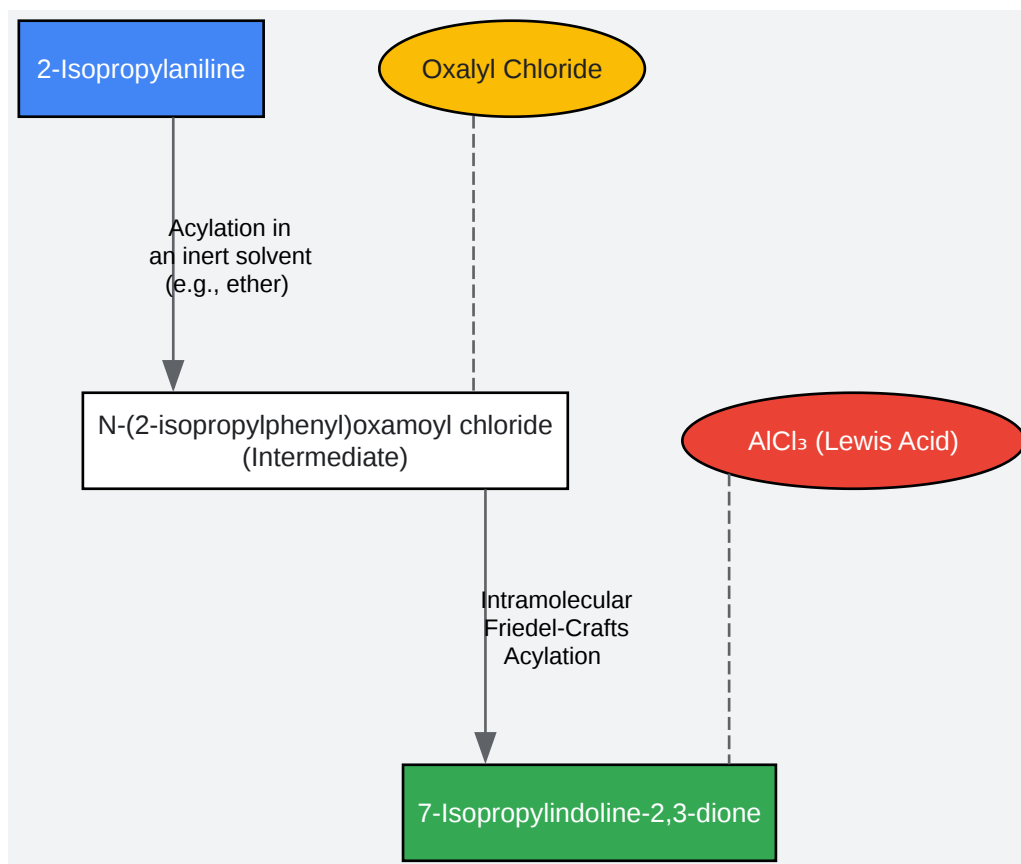 2-Isopropylaniline
Oxalyl Chloride
Acylation in
an inert solvent
(e.g., ether)
N-(2-isopropylphenyl)oxamoyl chloride
(Intermediate)
AlCl₃ (Lewis Acid)
Intramolecular
Friedel-Crafts
Acylation
7-Isopropylindoline-2,3-dione